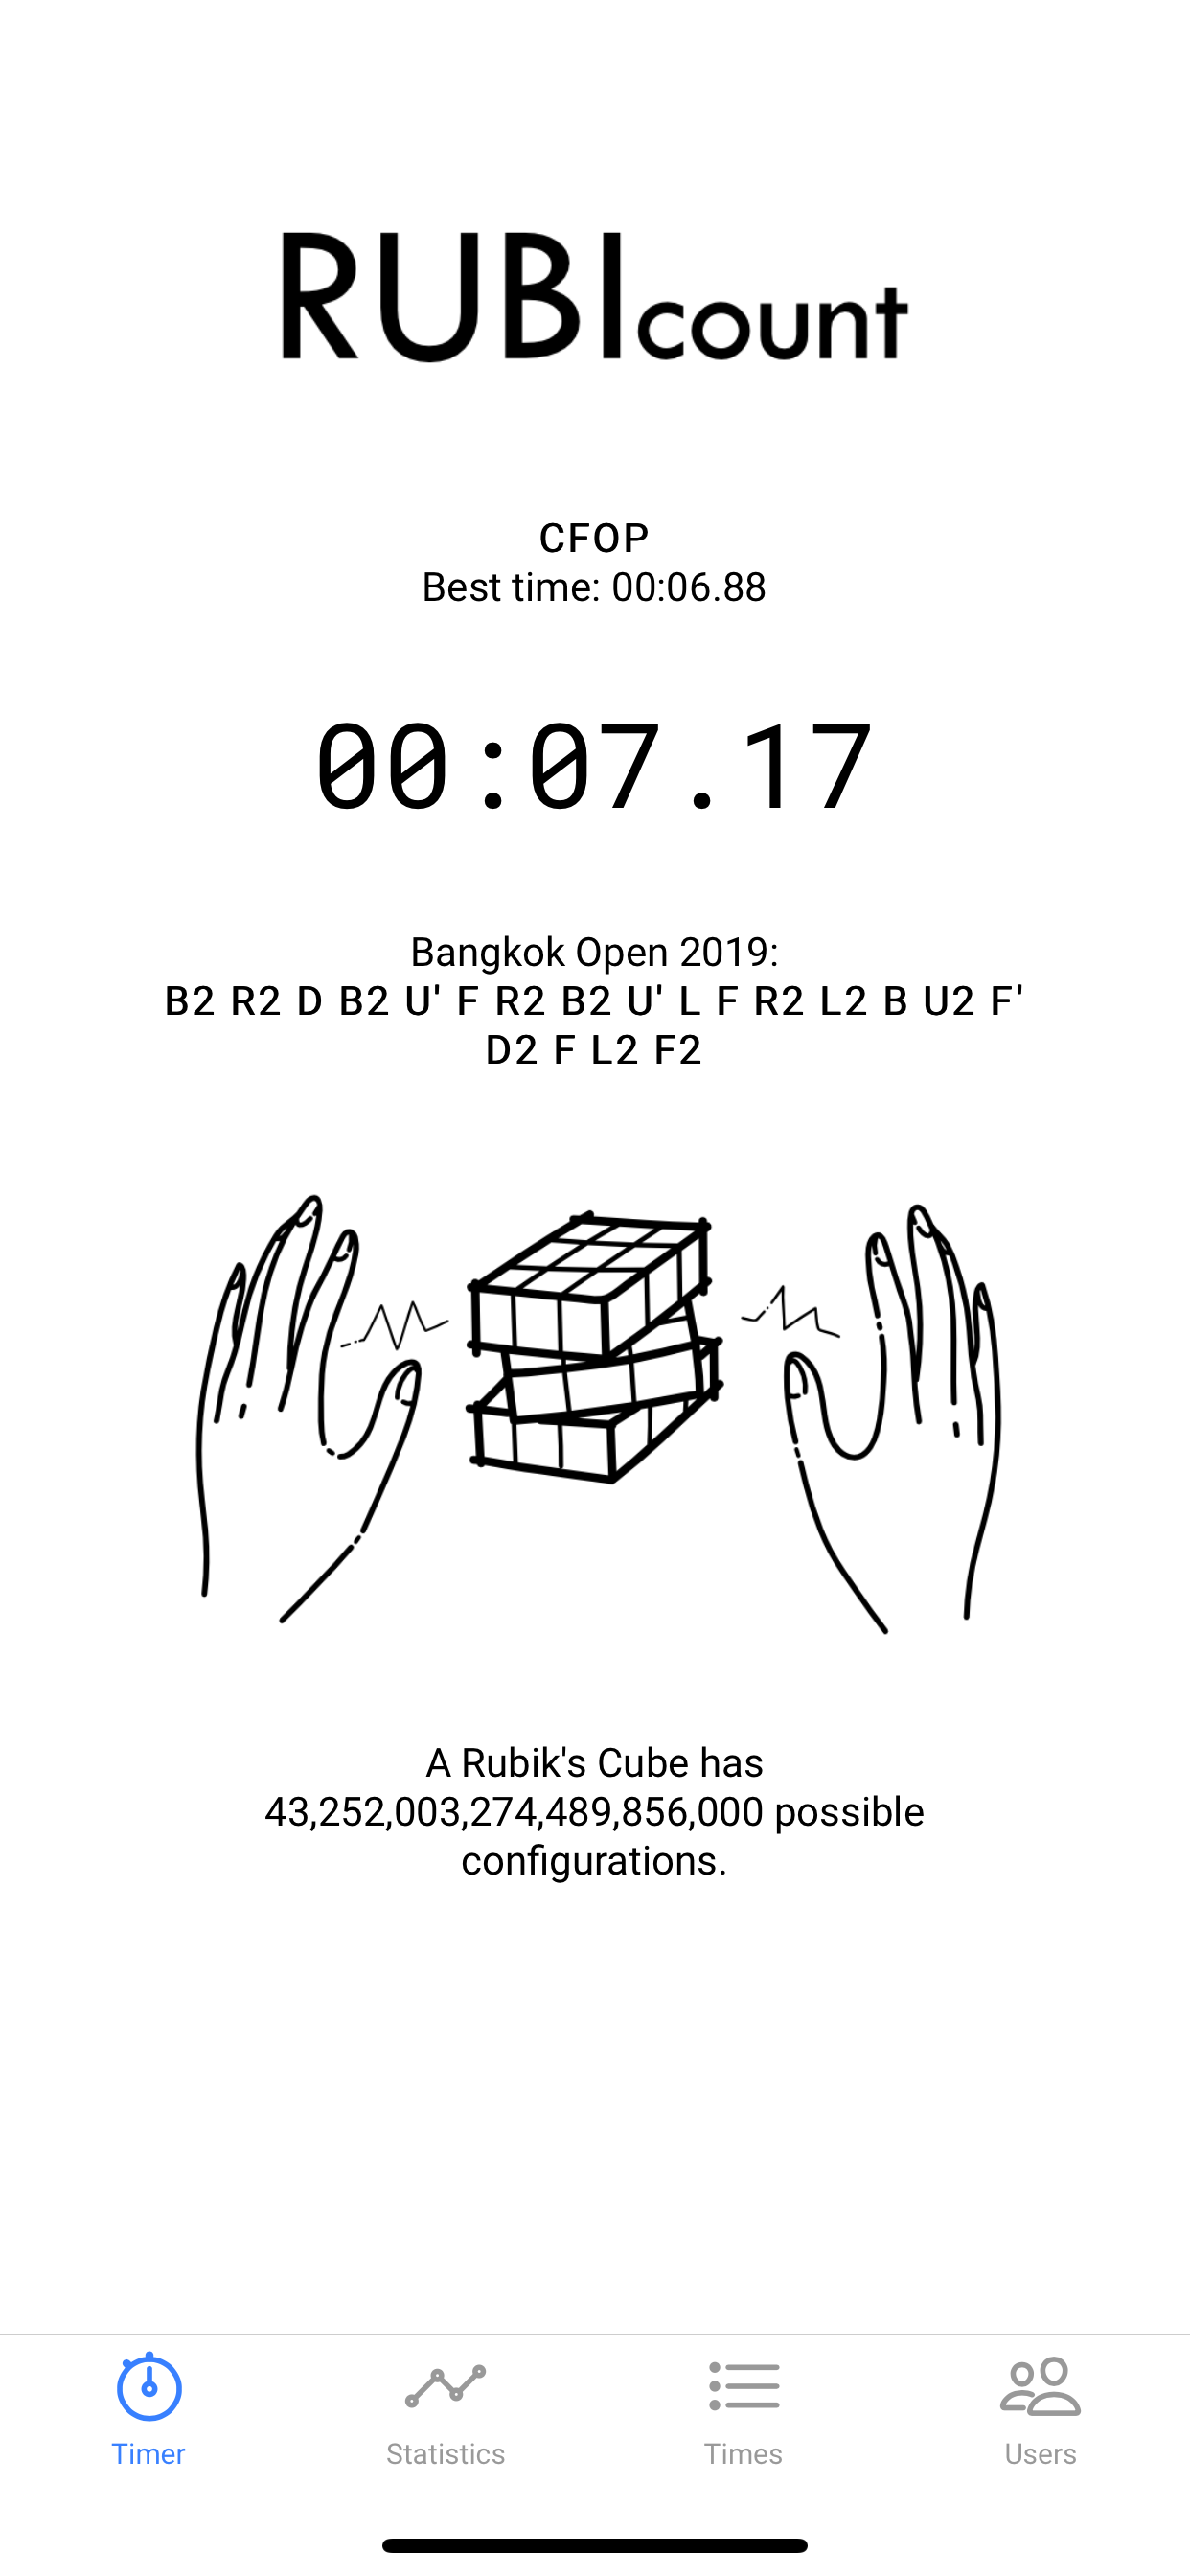 RUBIcount
CFOP
Best time: 00:06.88
00:07.17
Bangkok Open 2019:
B2 R2 D B2 U' F R2 B2 U' L F R2 L2 B U2 F'
D2 F L2 F2
A Rubik's Cube has
43,252,003,274,489,856,000 possible
configurations.
Timer
Statistics
Times
Users